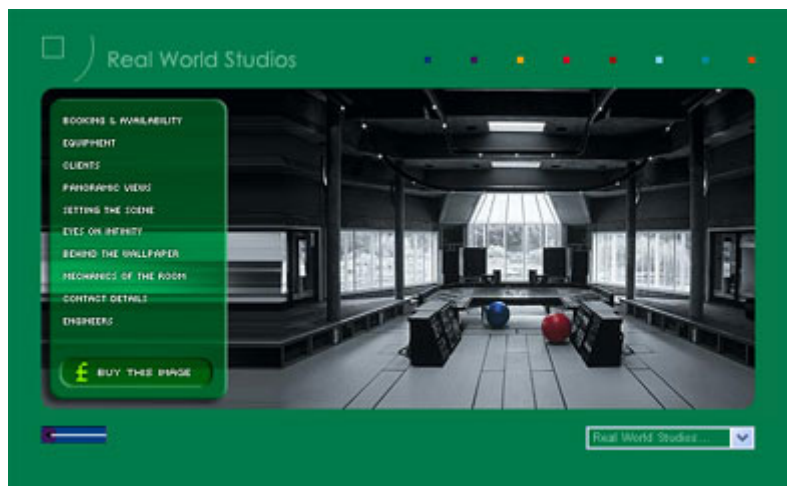 Real World Studios
BOOKING & AVAILABILITY
EQUIPMENT
CLIENTS
PANORAMIC VIEWS
SETTING THE SCENE
EYES ON INFINITY
BEHIND THE WALLPAPER
MECHANICS OF THE ROOM
CONTACT DETAILS
ENGINEERS
£ BUY THIS IMAGE
Real World Studios...